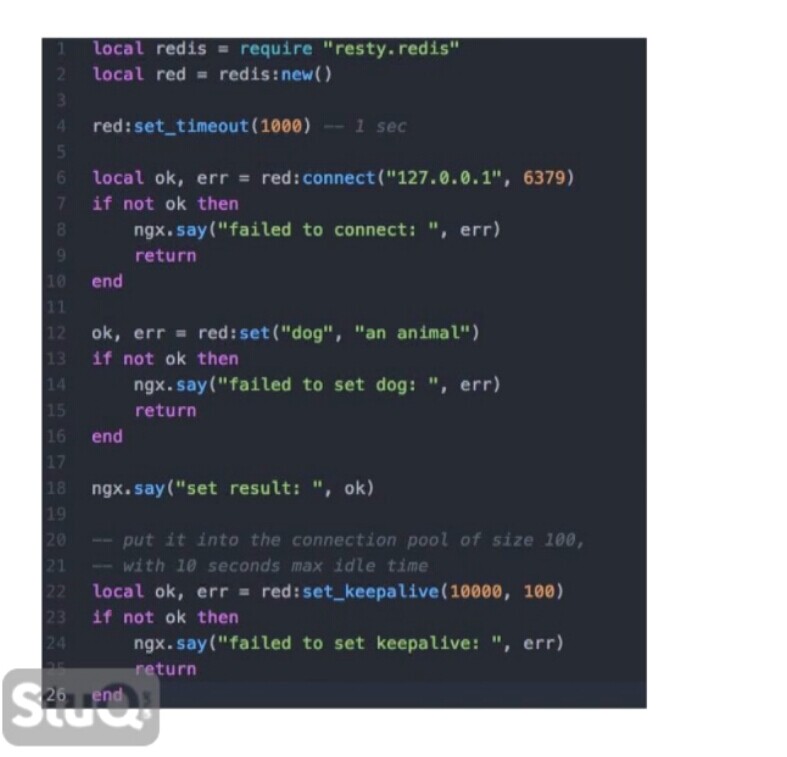 1 local redis = require "resty.redis"
2 local red = redis:new()
3
4 red:set_timeout(1000) -- 1 sec
5
6 local ok, err = red:connect("127.0.0.1", 6379)
7 if not ok then
8 ngx.say("failed to connect: ", err)
9 return
10 end
11
12 ok, err = red:set("dog", "an animal")
13 if not ok then
14 ngx.say("failed to set dog: ", err)
15 return
16 end
17
18 ngx.say("set result: ", ok)
19
20 -- put it into the connection pool of size 100,
21 -- with 10 seconds max idle time
22 local ok, err = red:set_keepalive(10000, 100)
23 if not ok then
24 ngx.say("failed to set keepalive: ", err)
25 return
26 end
StuQ